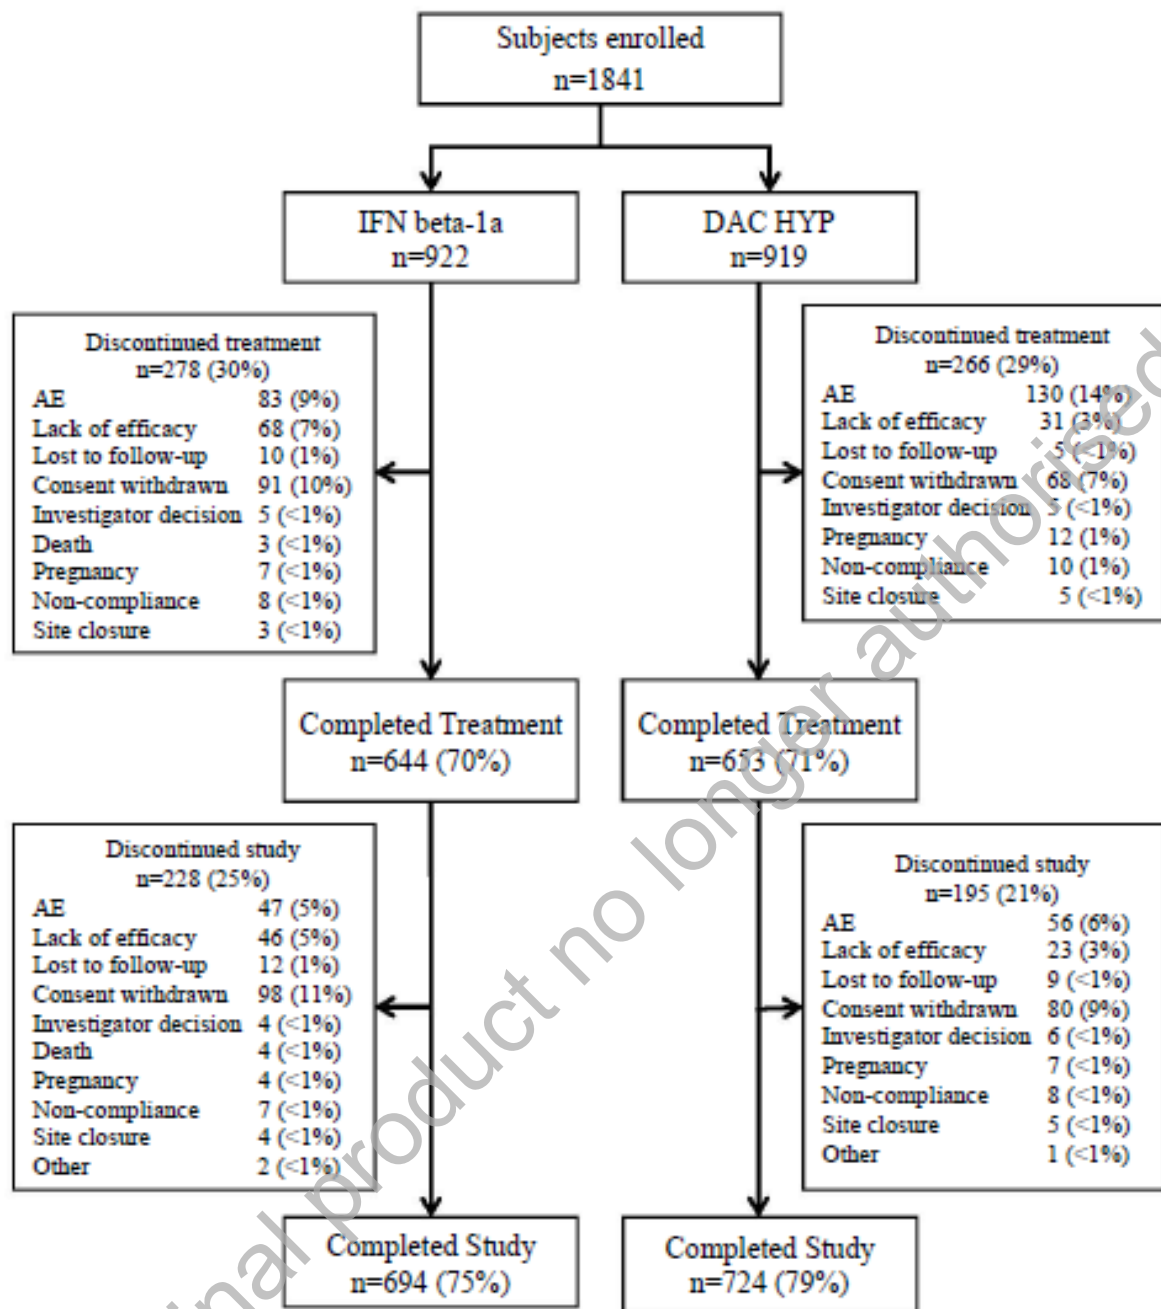 Subjects enrolled
n=1841
IFN beta-1a
n=922
DAC HYP
n=919
Discontinued treatment
n=278 (30%)
AE 83 (9%)
Lack of efficacy 68 (7%)
Lost to follow-up 10 (1%)
Consent withdrawn 91 (10%)
Investigator decision 5 (<1%)
Death 3 (<1%)
Pregnancy 7 (<1%)
Non-compliance 8 (<1%)
Site closure 3 (<1%)
Discontinued treatment
n=266 (29%)
AE 130 (14%)
Lack of efficacy 31 (3%)
Lost to follow-up 5 (<1%)
Consent withdrawn 68 (7%)
Investigator decision 5 (<1%)
Pregnancy 12 (1%)
Non-compliance 10 (1%)
Site closure 5 (<1%)
Completed Treatment
n=644 (70%)
Completed Treatment
n=653 (71%)
Discontinued study
n=228 (25%)
AE 47 (5%)
Lack of efficacy 46 (5%)
Lost to follow-up 12 (1%)
Consent withdrawn 98 (11%)
Investigator decision 4 (<1%)
Death 4 (<1%)
Pregnancy 4 (<1%)
Non-compliance 7 (<1%)
Site closure 4 (<1%)
Other 2 (<1%)
Discontinued study
n=195 (21%)
AE 56 (6%)
Lack of efficacy 23 (3%)
Lost to follow-up 9 (<1%)
Consent withdrawn 80 (9%)
Investigator decision 6 (<1%)
Pregnancy 7 (<1%)
Non-compliance 8 (<1%)
Site closure 5 (<1%)
Other 1 (<1%)
Completed Study
n=694 (75%)
Completed Study
n=724 (79%)
inal product no longer authorised